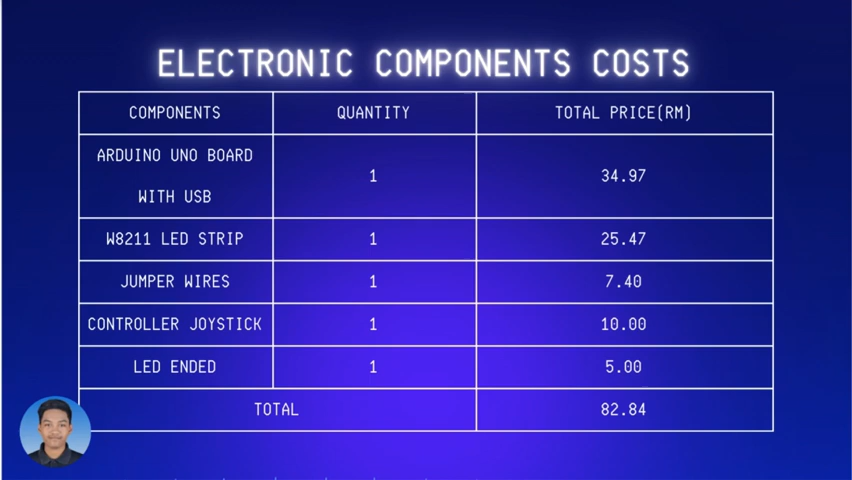 ELECTRONIC COMPONENTS COSTS
COMPONENTS QUANTITY TOTAL PRICE(RM)
ARDUINO UNO BOARD
WITH USB 1 34.97
W8211 LED STRIP 1 25.47
JUMPER WIRES 1 7.40
CONTROLLER JOYSTICK 1 10.00
LED ENDED 1 5.00
TOTAL 82.84